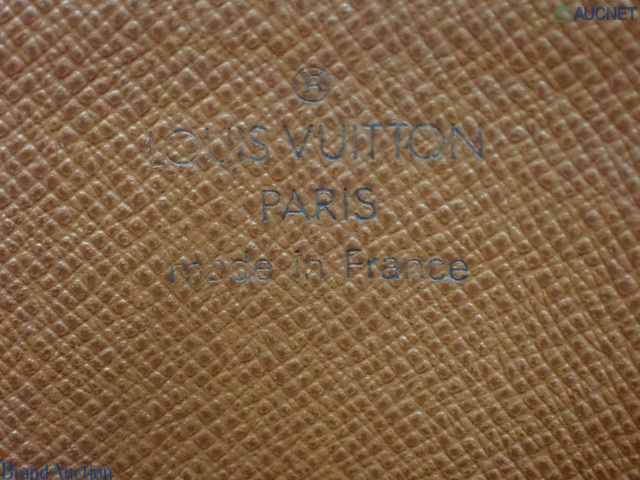 AUCNET
®
LOUIS VUITTON
PARIS
made in France
Brand Auction